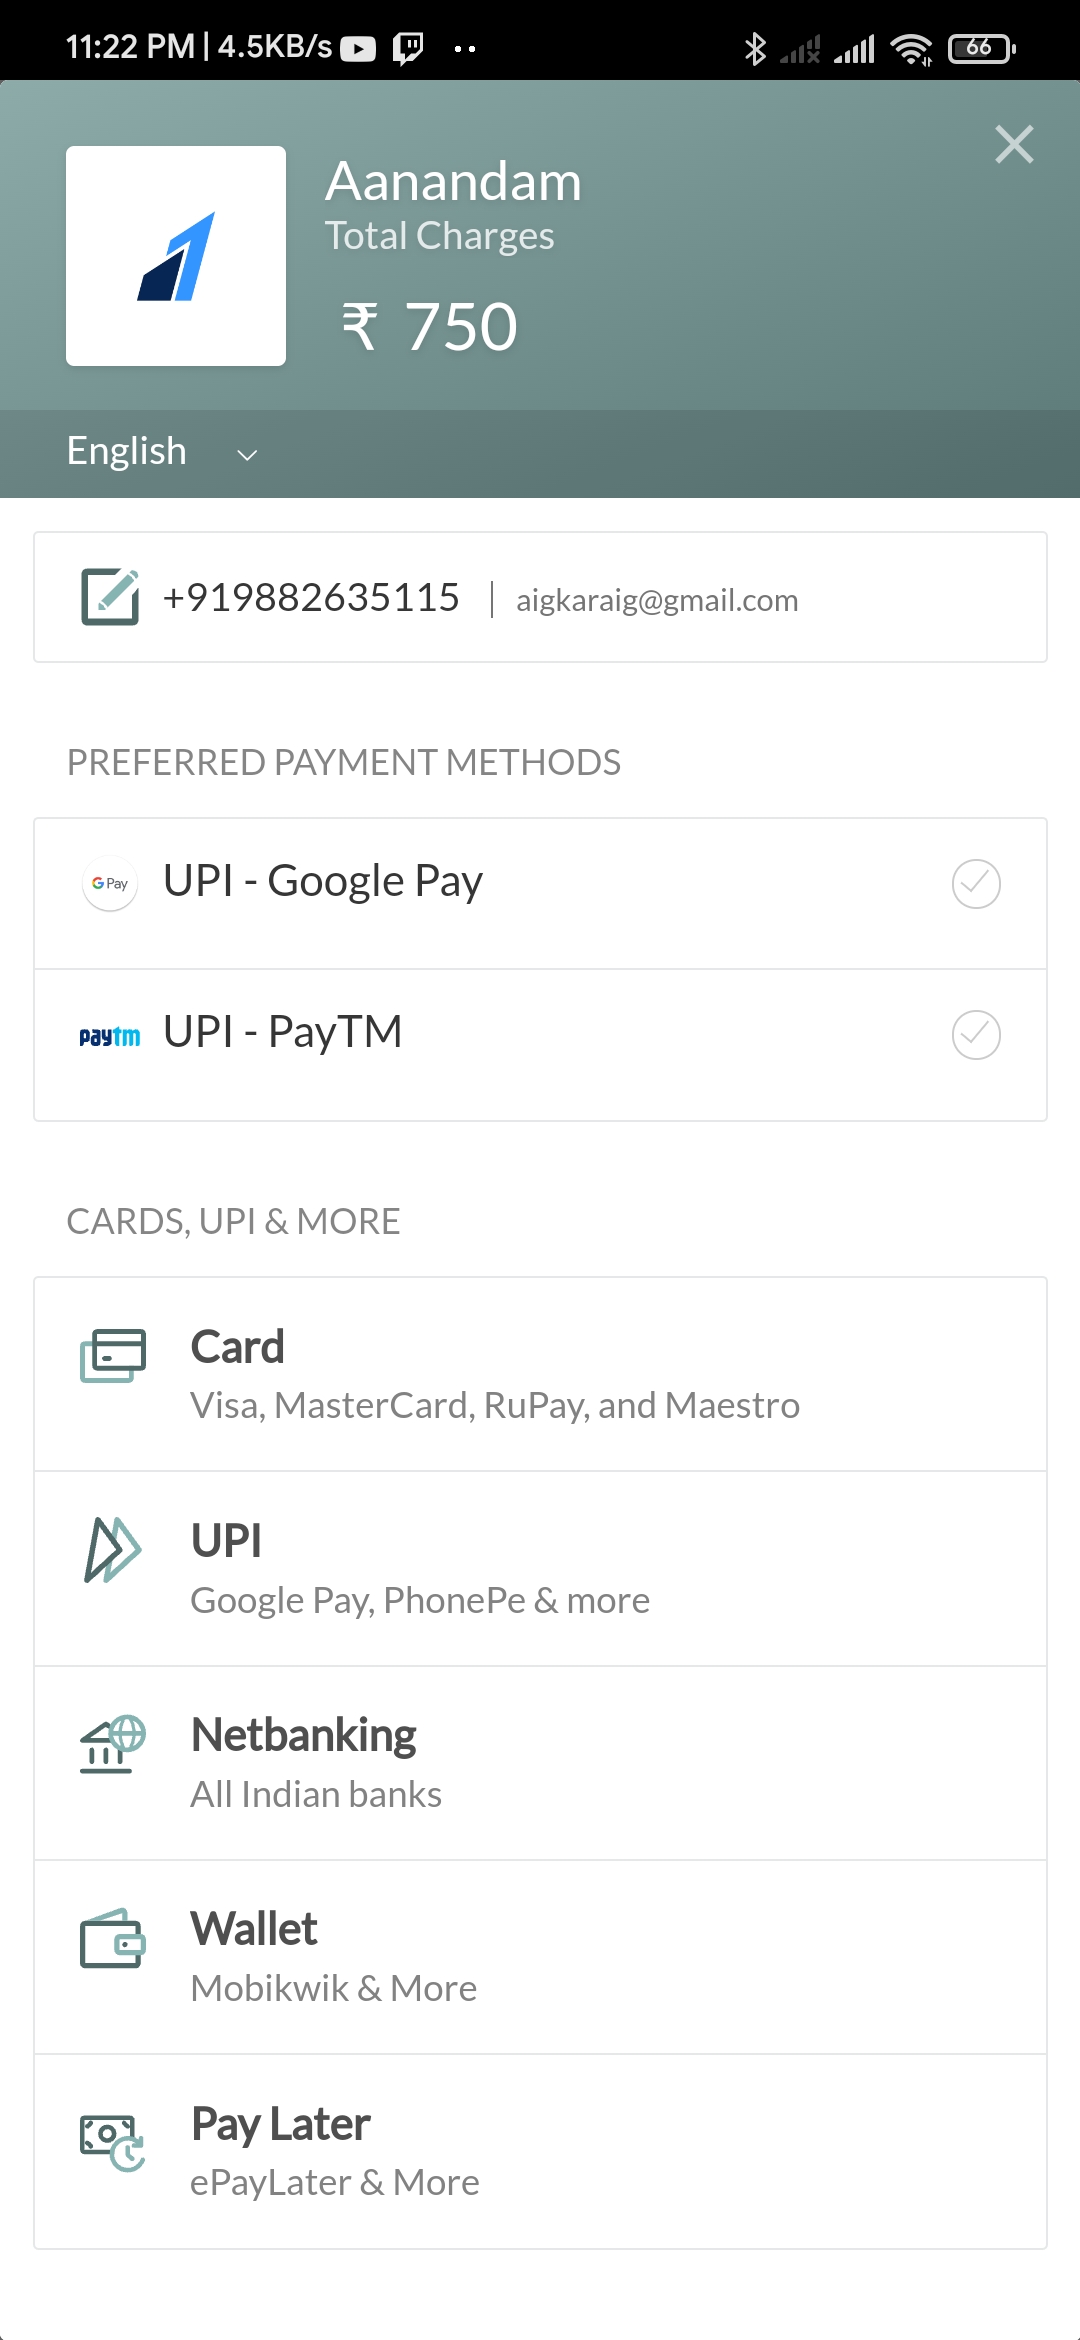 11:22 PM | 4.5KB/s
66
Aanandam
Total Charges
₹ 750
English
+919882635115 | aigkaraig@gmail.com
PREFERRED PAYMENT METHODS
G Pay UPI - Google Pay
paytm UPI - PayTM
CARDS, UPI & MORE
Card
Visa, MasterCard, RuPay, and Maestro
UPI
Google Pay, PhonePe & more
Netbanking
All Indian banks
Wallet
Mobikwik & More
Pay Later
ePayLater & More